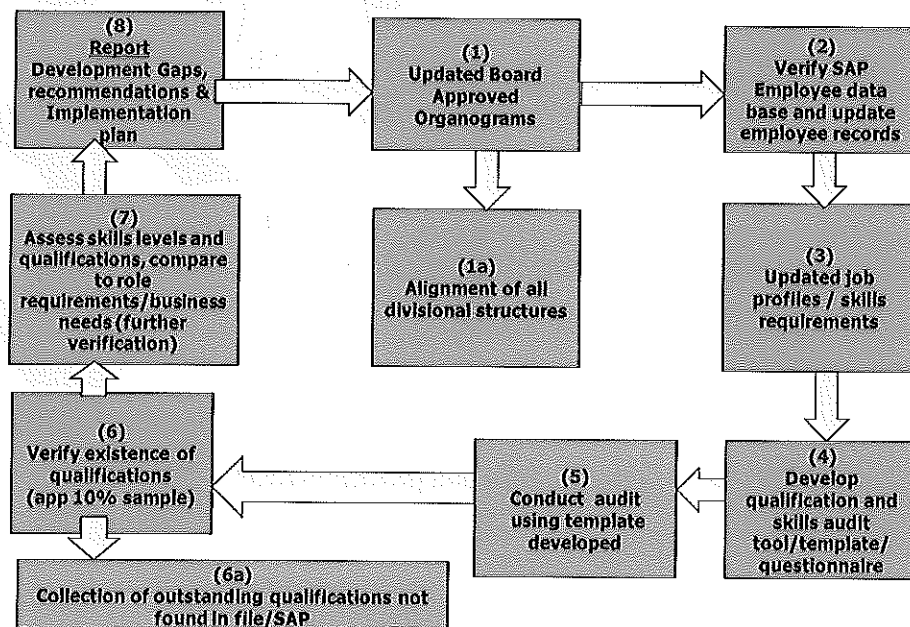 (8)
Report
Development Gaps,
recommendations &
Implementation
plan
(1)
Updated Board
Approved
Organograms
(2)
Verify SAP
Employee data
base and update
employee records
(7)
Assess skills levels and
qualifications, compare
to role
requirements/business
needs (further
verification)
(1a)
Alignment of all
divisional structures
(3)
Updated job
profiles / skills
requirements
(6)
Verify existence of
qualifications
(app 10% sample)
(5)
Conduct audit
using template
developed
(4)
Develop
qualification and
skills audit
tool/template/
questionnaire
(6a)
Collection of outstanding qualifications not
found in file/SAP